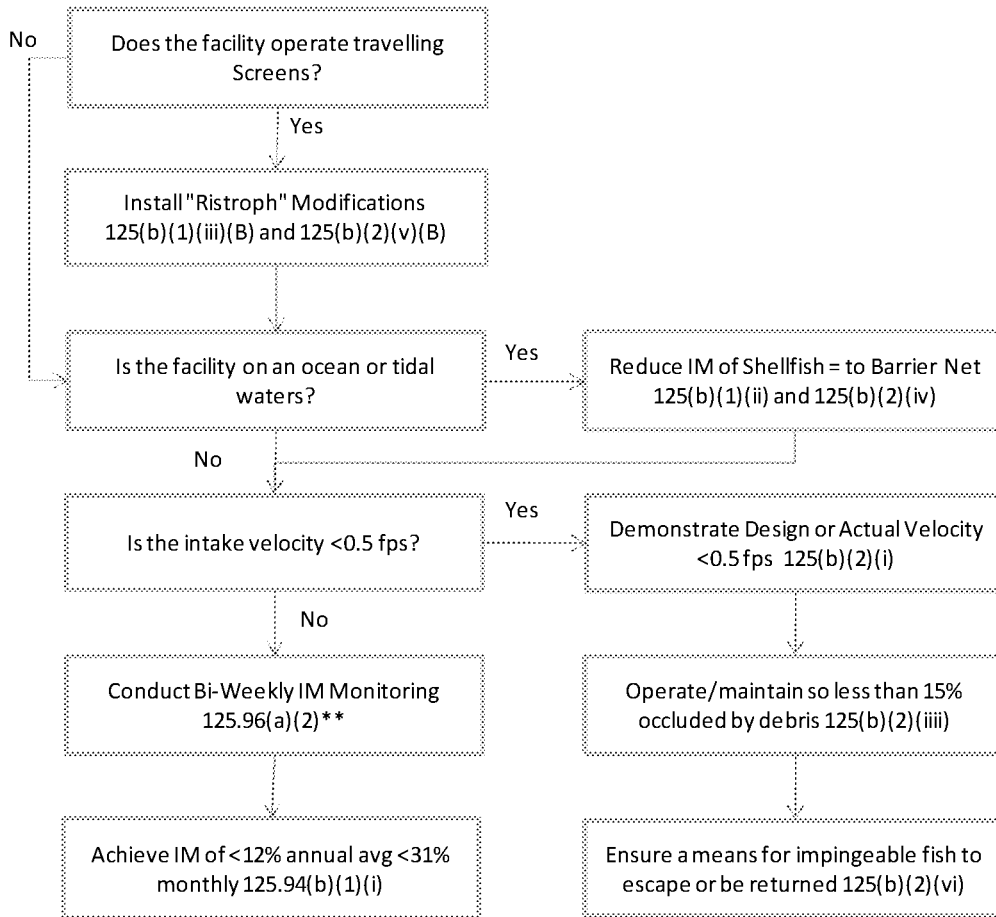 No
Does the facility operate travelling
Screens?
Yes
Install "Ristroph" Modifications
125(b)(1)(iii)(B) and 125(b)(2)(v)(B)
Is the facility on an ocean or tidal
waters?
Yes
Reduce IM of Shellfish = to Barrier Net
125(b)(1)(ii) and 125(b)(2)(iv)
No
Is the intake velocity <0.5 fps?
Yes
Demonstrate Design or Actual Velocity
<0.5 fps 125(b)(2)(i)
No
Conduct Bi-Weekly IM Monitoring
125.96(a)(2)**
Operate/maintain so less than 15%
occluded by debris 125(b)(2)(iiii)
Achieve IM of <12% annual avg <31%
monthly 125.94(b)(1)(i)
Ensure a means for impingeable fish to
escape or be returned 125(b)(2)(vi)